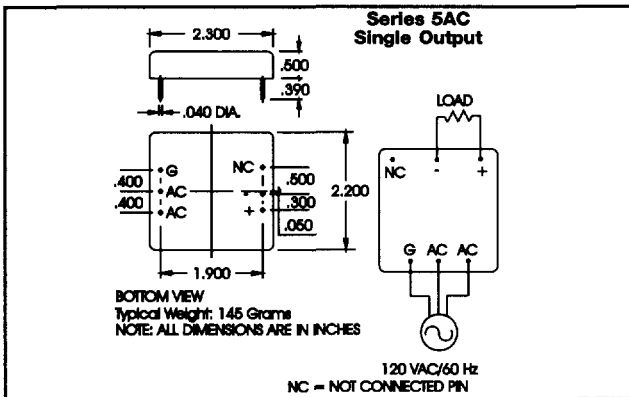 Series 5AC
Single Output
2.300
.500
.390
.040 DIA.
G
AC
AC
NC
-
+
.400
.400
.500
.300
.050
2.200
1.900
BOTTOM VIEW
Typical Weight: 145 Grams
NOTE: ALL DIMENSIONS ARE IN INCHES
LOAD
NC - +
G AC AC
120 VAC/60 Hz
NC = NOT CONNECTED PIN